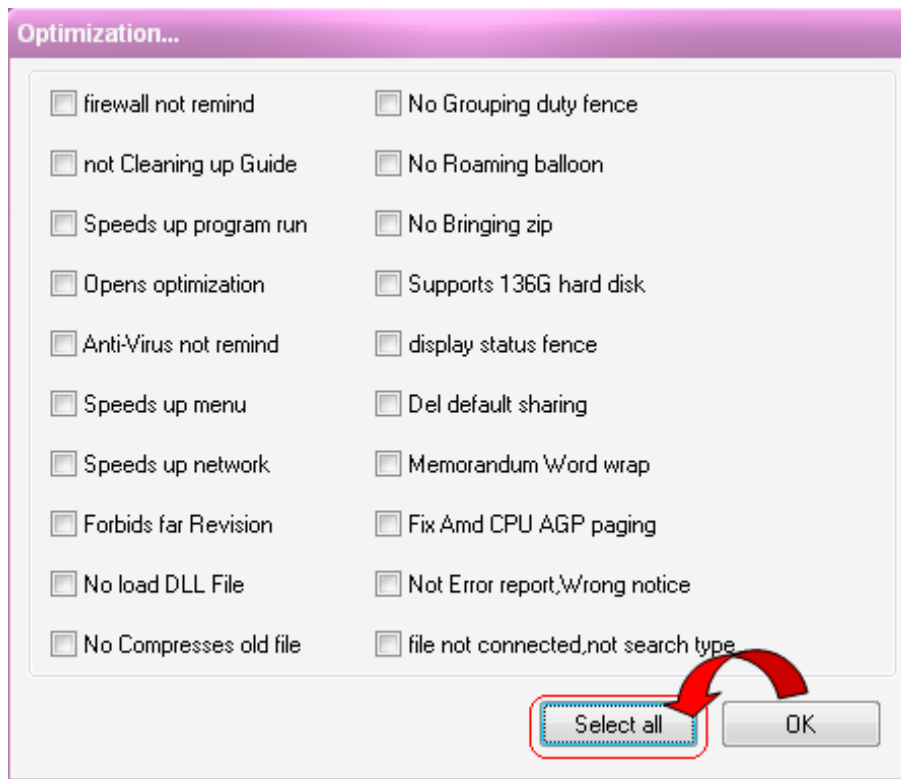 Optimization...
firewall not remind
not Cleaning up Guide
Speeds up program run
Opens optimization
Anti-Virus not remind
Speeds up menu
Speeds up network
Forbids far Revision
No load DLL File
No Compresses old file
No Grouping duty fence
No Roaming balloon
No Bringing zip
Supports 136G hard disk
display status fence
Del default sharing
Memorandum Word wrap
Fix Amd CPU AGP paging
Not Error report,Wrong notice
file not connected,not search type
Select all
OK